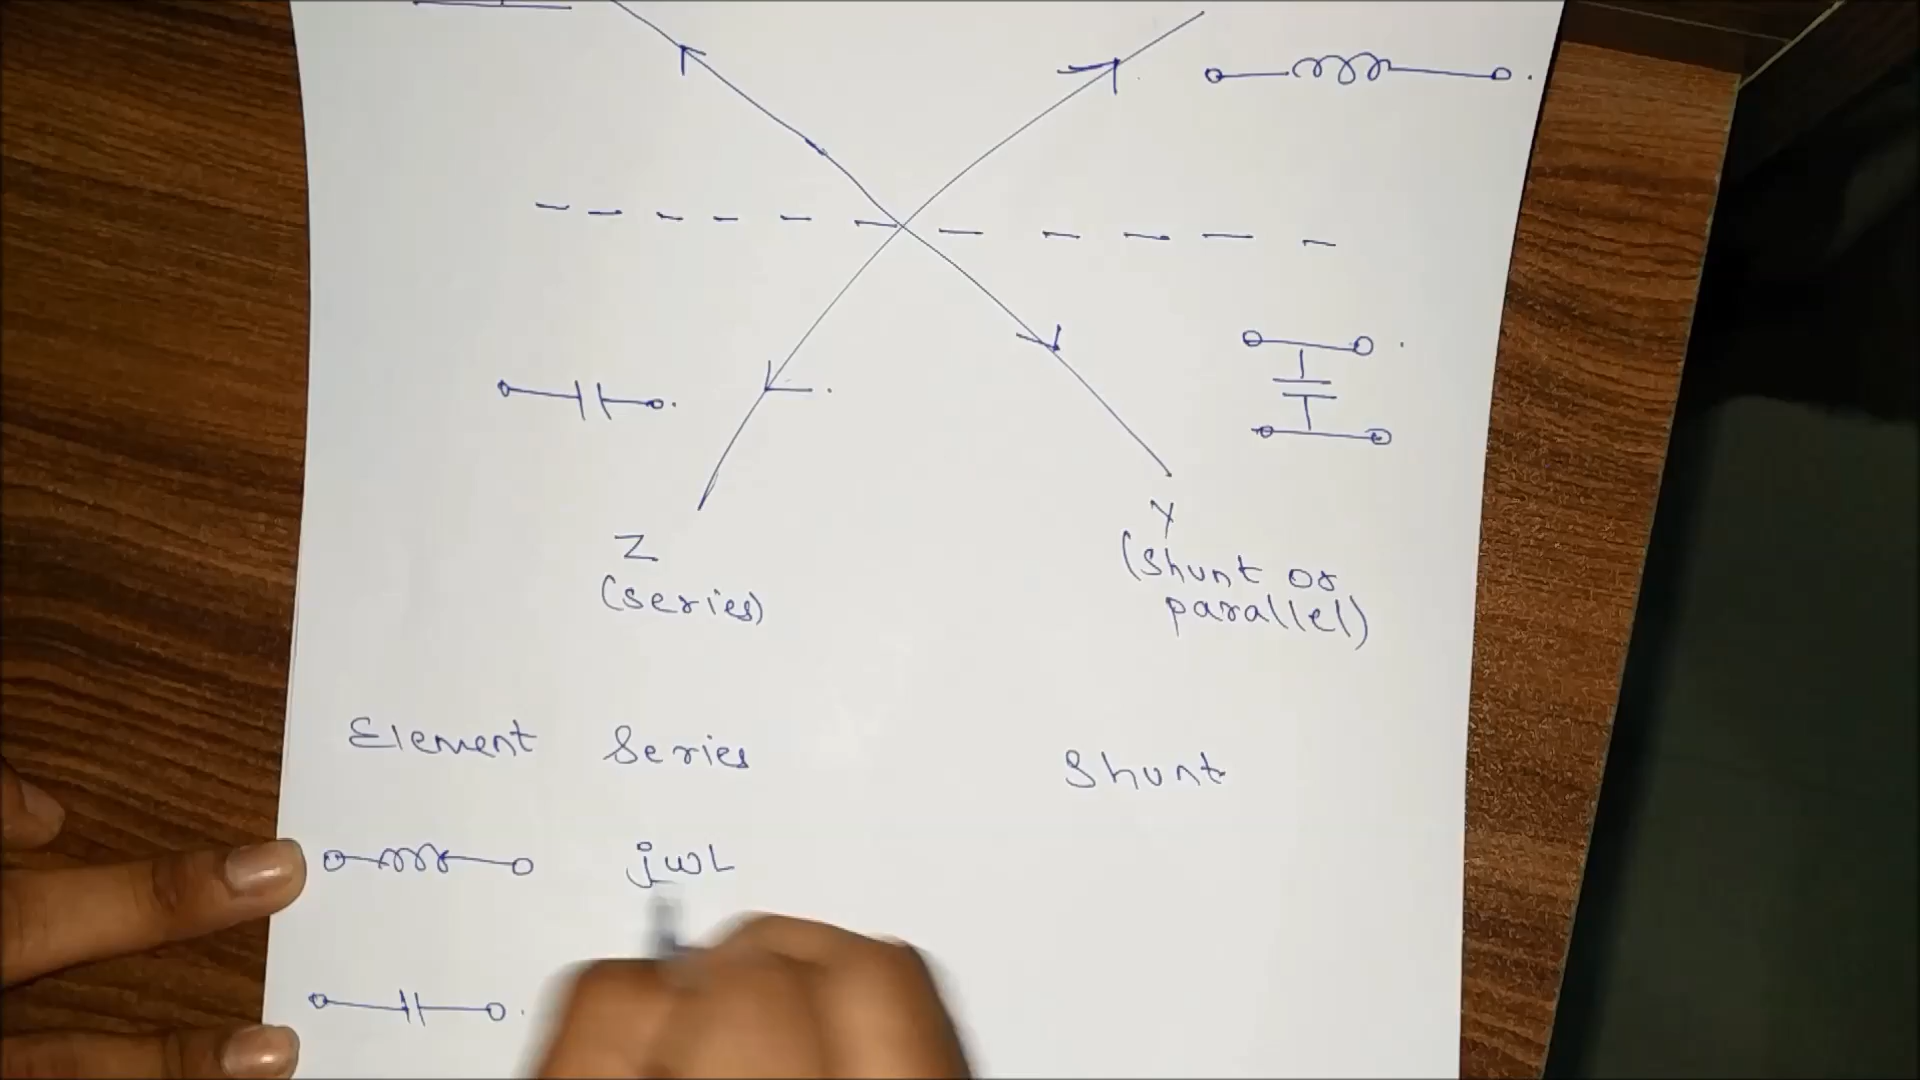 Z
(series)
Y
(shunt or
parallel)
Element Series Shunt
jωL